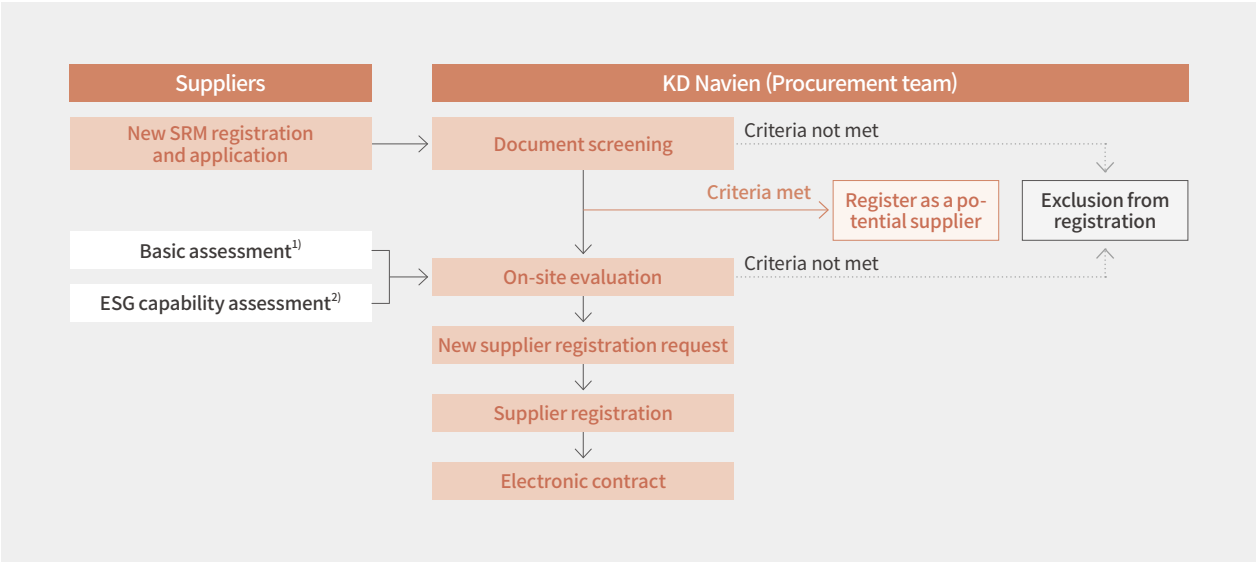 Suppliers
KD Navien (Procurement team)
New SRM registration
and application
Document screening
Criteria not met
Criteria met
Register as a po-
tential supplier
Exclusion from
registration
Basic assessment1)
ESG capability assessment2)
On-site evaluation
Criteria not met
New supplier registration request
Supplier registration
Electronic contract